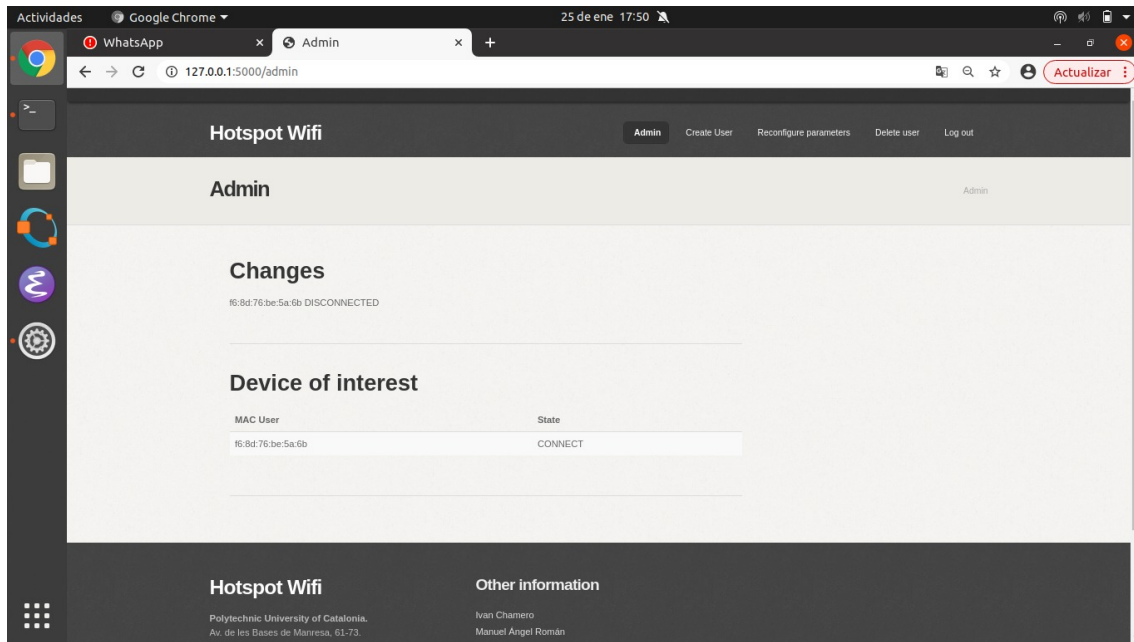 Actividades Google Chrome 25 de ene 17:50
WhatsApp Admin
127.0.0.1:5000/admin Actualizar
Hotspot Wifi Admin Create User Reconfigure parameters Delete user Log out
Admin Admin
Changes
f6:8d:76:be:5a:6b DISCONNECTED
Device of interest
MAC User State
f6:8d:76:be:5a:6b CONNECT
Hotspot Wifi Other information
Polytechnic University of Catalonia. Ivan Chamero
Av. de les Bases de Manresa, 61-73. Manuel Ángel Román